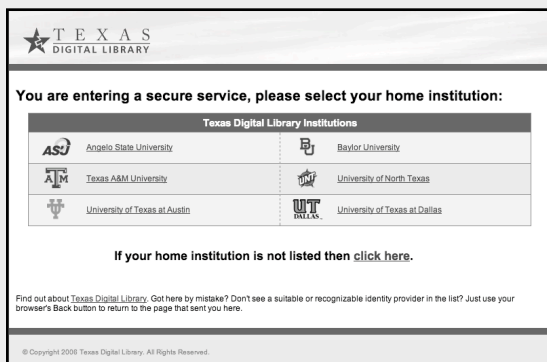 TEXAS
DIGITAL LIBRARY
You are entering a secure service, please select your home institution:
Texas Digital Library Institutions
ASU Angelo State University
BU Baylor University
ATM Texas A&M University
UNT University of North Texas
UT University of Texas at Austin
UT DALLAS University of Texas at Dallas
If your home institution is not listed then click here.
Find out about Texas Digital Library. Got here by mistake? Don't see a suitable or recognizable identity provider in the list? Just use your
browser's Back button to return to the page that sent you here.
© Copyright 2006 Texas Digital Library. All Rights Reserved.